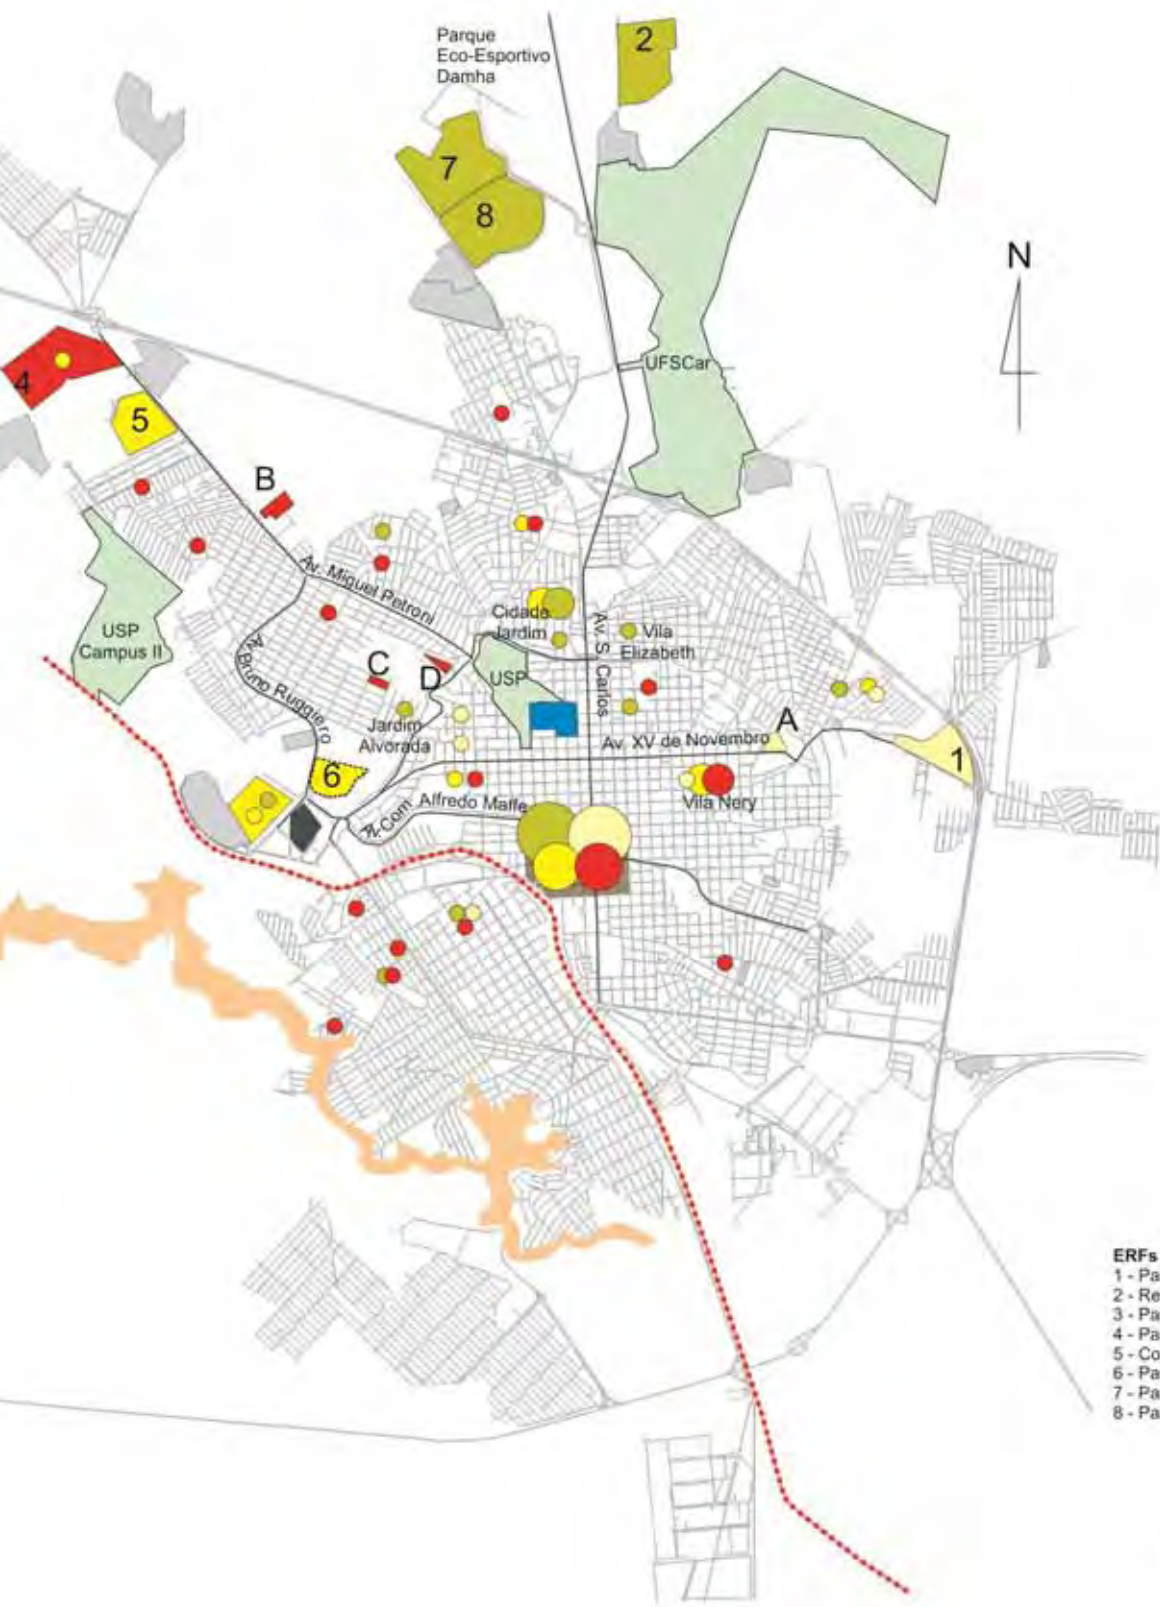 Parque
Eco-Esportivo
Damha
2
7
8
N
UFSCar
4
5
B
Av. Miguel Petroni
Cidade
Jardim
Av. S. Carlos
Vila
Elizabeth
USP
Campus II
Av. Bruno Ruggiero
C
D
USP
Jardim
Alvorada
A
Av. XV de Novembro
1
6
Av. Com. Alfredo Maffe
Vila Nery
ERFs
1 - Pa
2 - Re
3 - Pa
4 - Pa
5 - Co
6 - Pa
7 - Pa
8 - Pa